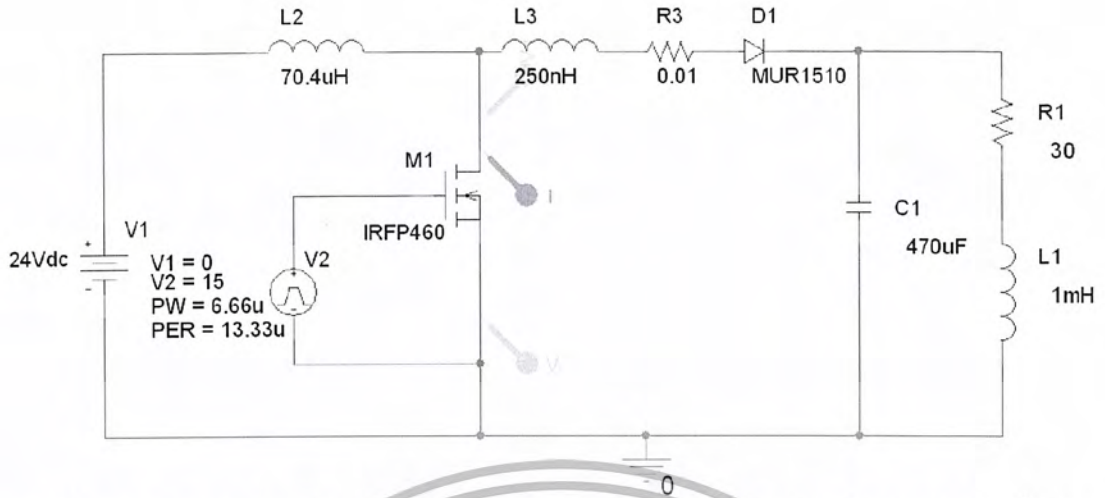 L2
L3
R3
D1
70.4uH
250nH
0.01
MUR1510
R1
30
M1
I
IRFP460
C1
470uF
V1
24Vdc
V1 = 0
V2 = 15
PW = 6.66u
PER = 13.33u
V2
L1
1mH
V
0